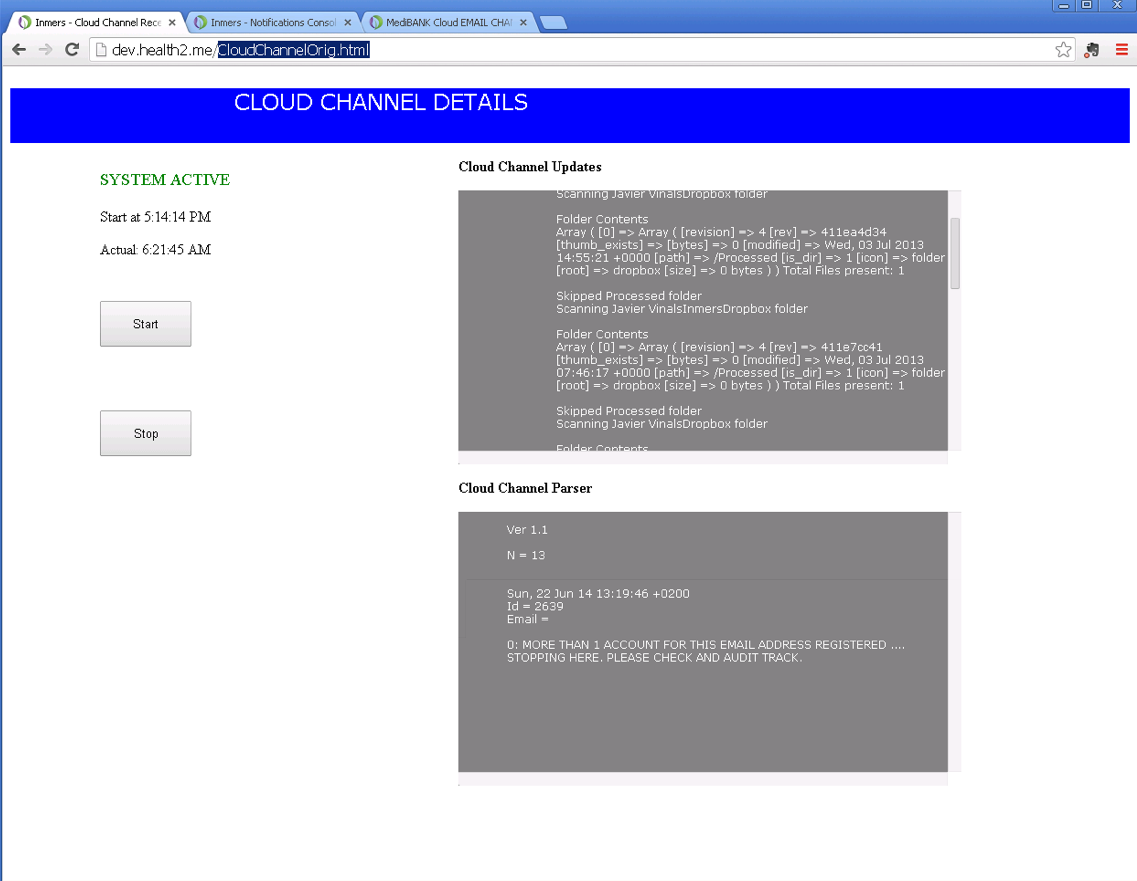 Inmers - Cloud Channel Rece
Inmers - Notifications Consol
MediBANK Cloud EMAIL CHAN
dev.health2.me/CloudChannelOrig.html
CLOUD CHANNEL DETAILS
SYSTEM ACTIVE
Start at 5:14:14 PM
Actual: 6:21:45 AM
Start
Stop
Cloud Channel Updates
Scanning Javier VinalsDropbox folder
Folder Contents
Array ( [0] => Array ( [revision] => 4 [rev] => 411ea4d34
[thumb_exists] => [bytes] => 0 [modified] => Wed, 03 Jul 2013
14:55:21 +0000 [path] => /Processed [is_dir] => 1 [icon] => folder
[root] => dropbox [size] => 0 bytes ) ) Total Files present: 1
Skipped Processed folder
Scanning Javier VinalsInmersDropbox folder
Folder Contents
Array ( [0] => Array ( [revision] => 4 [rev] => 411e7cc41
[thumb_exists] => [bytes] => 0 [modified] => Wed, 03 Jul 2013
07:46:17 +0000 [path] => /Processed [is_dir] => 1 [icon] => folder
[root] => dropbox [size] => 0 bytes ) ) Total Files present: 1
Skipped Processed folder
Scanning Javier VinalsDropbox folder
Folder Contents
Cloud Channel Parser
Ver 1.1
N = 13
Sun, 22 Jun 14 13:19:46 +0200
Id = 2639
Email =
0: MORE THAN 1 ACCOUNT FOR THIS EMAIL ADDRESS REGISTERED ....
STOPPING HERE. PLEASE CHECK AND AUDIT TRACK.